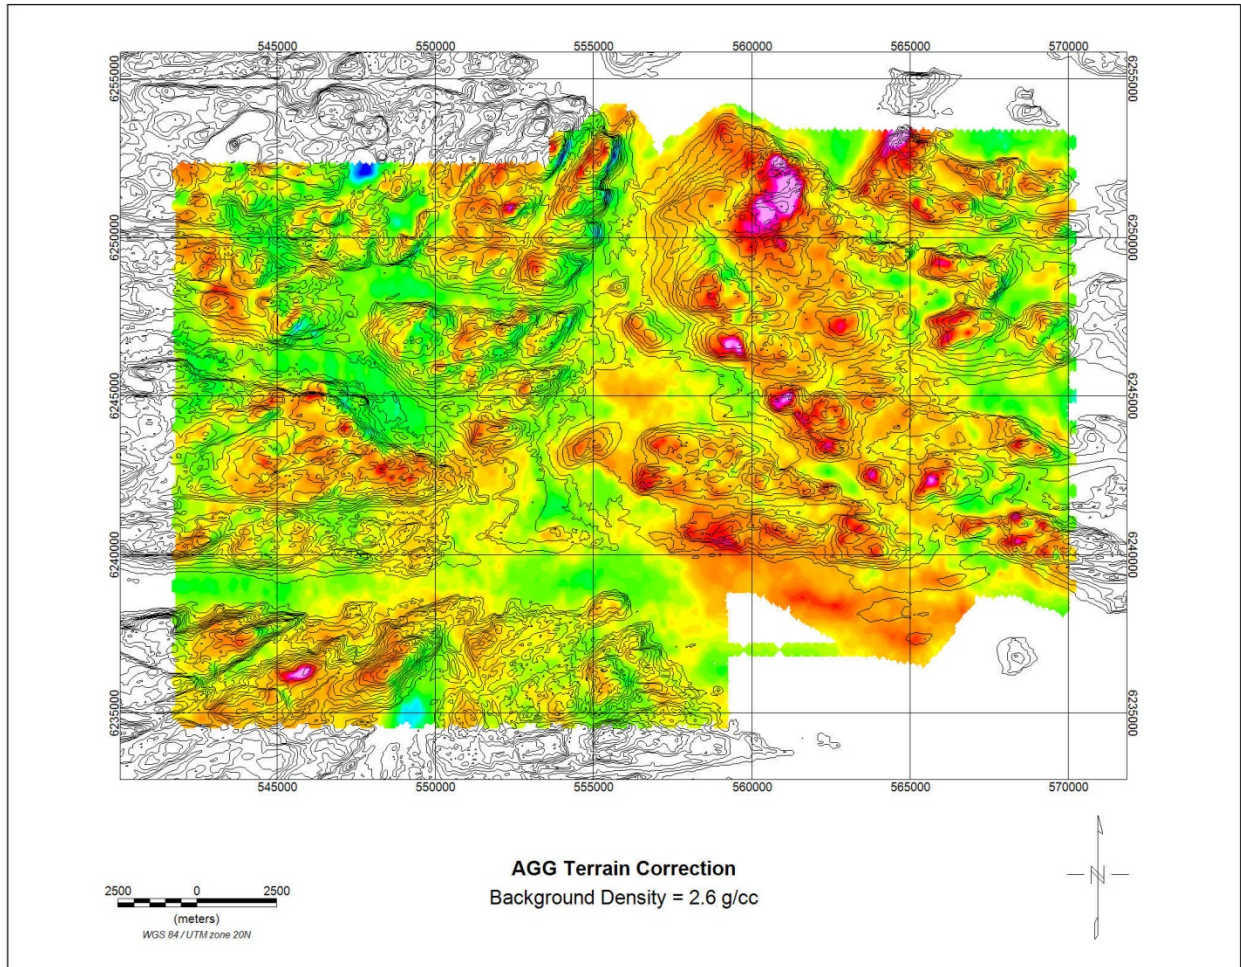 545000 550000 555000 560000 565000 570000
6255000 6255000
6250000 6250000
6245000 6245000
6240000 6240000
6235000 6235000
545000 550000 555000 560000 565000 570000
AGG Terrain Correction
Background Density = 2.6 g/cc
2500 0 2500
(meters)
WGS 84 / UTM zone 20N
N